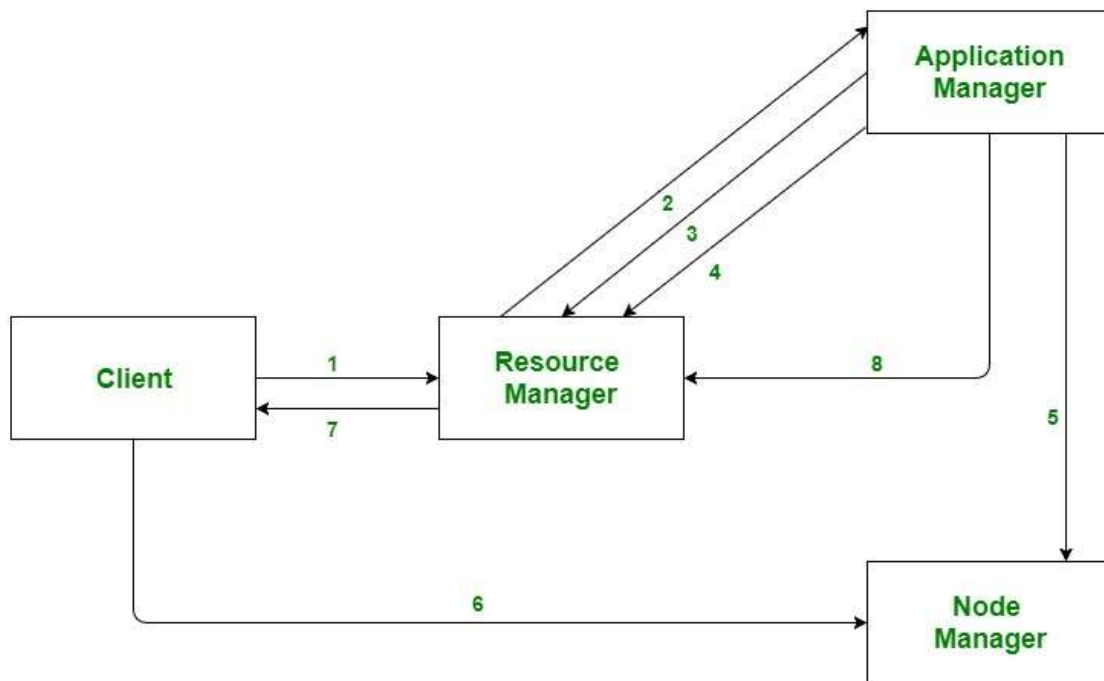 Application
Manager
2
3
4
Client
1
7
Resource
Manager
8
5
6
Node
Manager